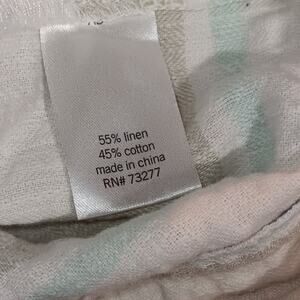 55% linen
45% cotton
made in china
RN# 73277